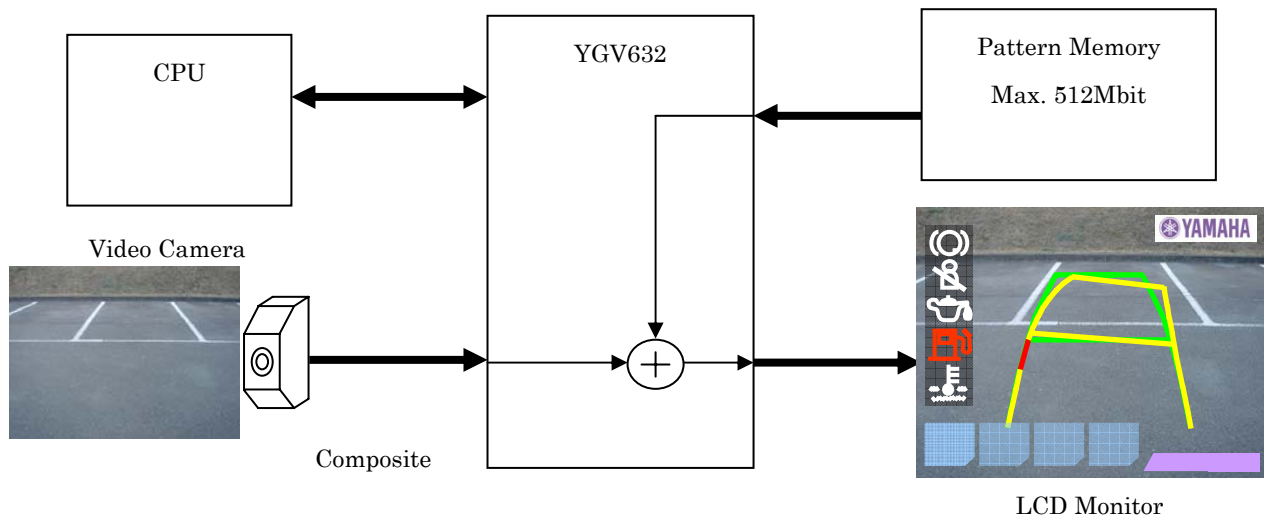 CPU
YGV632
Pattern Memory
Max. 512Mbit
Video Camera
YAMAHA
Composite
LCD Monitor